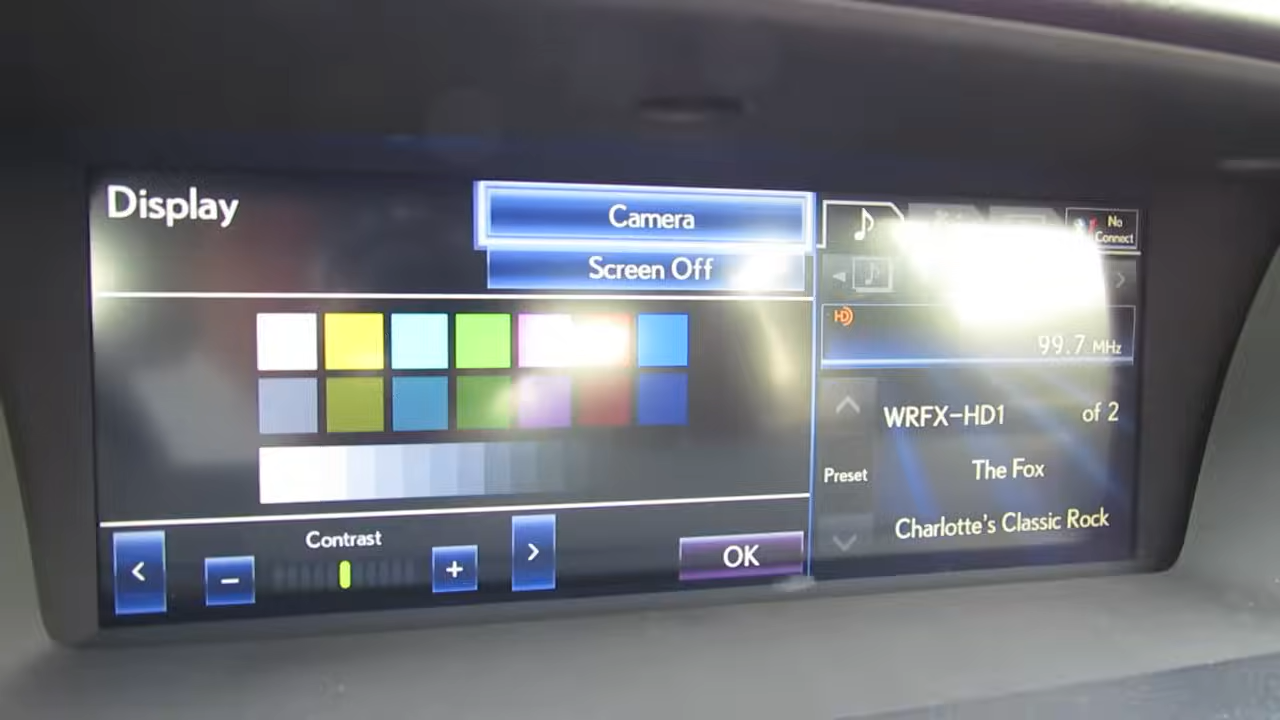 Display
Camera
Screen Off
Contrast
OK
No
Connect
HD
99.7 MHz
WRFX-HD1 of 2
The Fox
Preset
Charlotte's Classic Rock